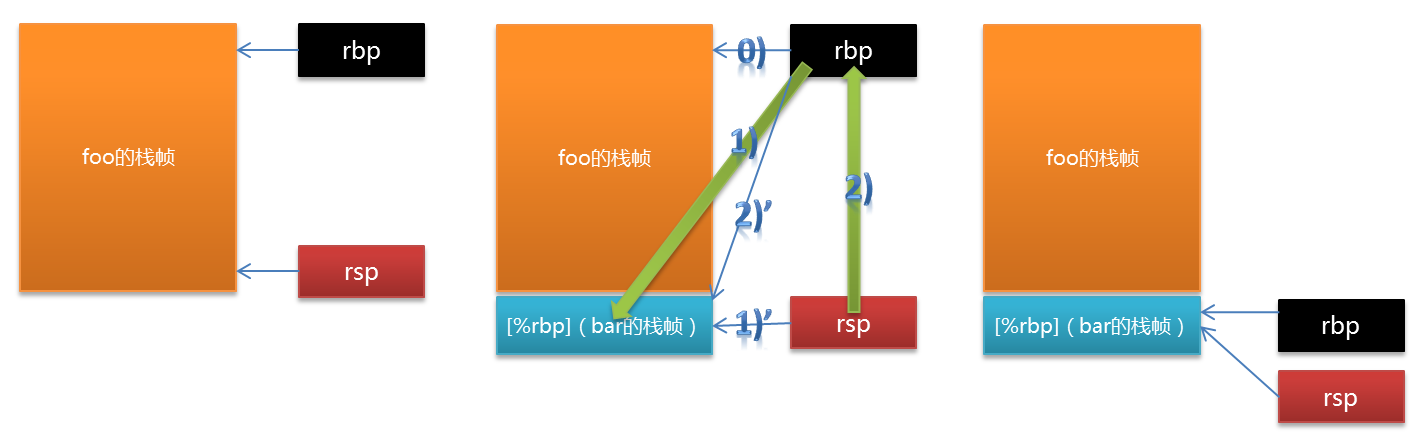 rbp
foo的栈帧
rsp
0)
rbp
1)
foo的栈帧
2)
2)’
[%rbp]（bar的栈帧）
1)’
rsp
foo的栈帧
[%rbp]（bar的栈帧）
rbp
rsp